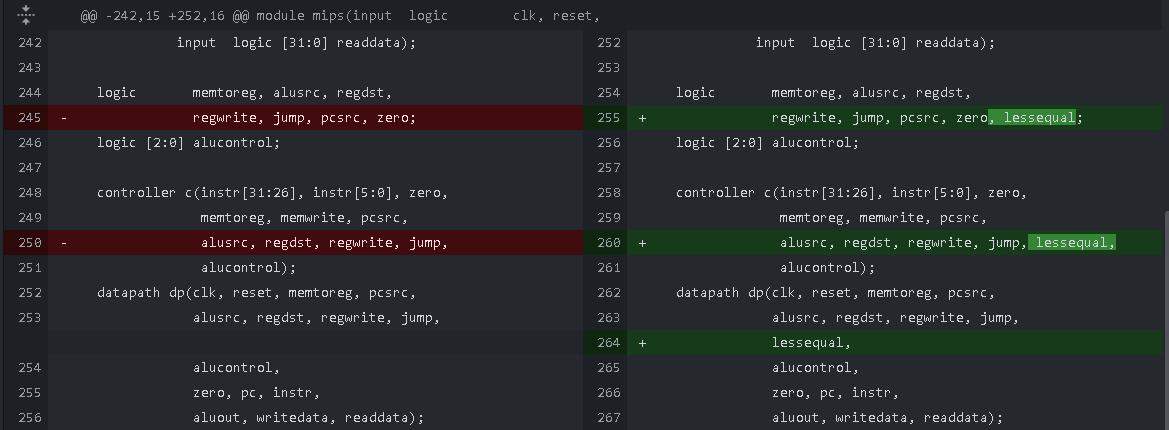 @@ -242,15 +252,16 @@ module mips(input  logic        clk, reset,
242           input  logic [31:0] readdata);
243
244 logic       memtoreg, alusrc, regdst,
245 -           regwrite, jump, pcsrc, zero;
246 logic [2:0] alucontrol;
247
248 controller c(instr[31:26], instr[5:0], zero,
249              memtoreg, memwrite, pcsrc,
250 -            alusrc, regdst, regwrite, jump,
251              alucontrol);
252 datapath dp(clk, reset, memtoreg, pcsrc,
253             alusrc, regdst, regwrite, jump,
254             alucontrol,
255             zero, pc, instr,
256             aluout, writedata, readdata);
252           input  logic [31:0] readdata);
253
254 logic       memtoreg, alusrc, regdst,
255 +           regwrite, jump, pcsrc, zero, lessequal;
256 logic [2:0] alucontrol;
257
258 controller c(instr[31:26], instr[5:0], zero,
259              memtoreg, memwrite, pcsrc,
260 +            alusrc, regdst, regwrite, jump, lessequal,
261              alucontrol);
262 datapath dp(clk, reset, memtoreg, pcsrc,
263             alusrc, regdst, regwrite, jump,
264 +           lessequal,
265             alucontrol,
266             zero, pc, instr,
267             aluout, writedata, readdata);